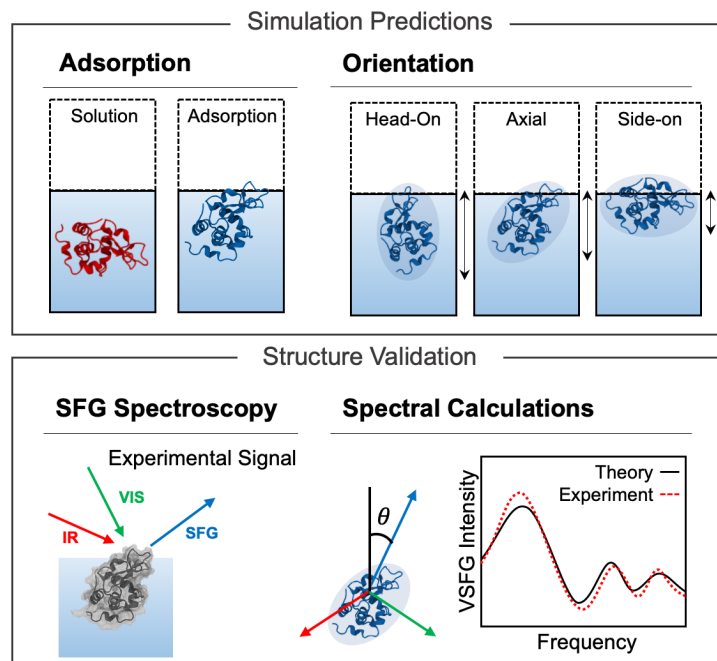 Simulation Predictions
Adsorption
Orientation
Solution
Adsorption
Head-On
Axial
Side-on
Structure Validation
SFG Spectroscopy
Spectral Calculations
Experimental Signal
VIS
IR
SFG
θ
Theory
Experiment
VSFG Intensity
Frequency